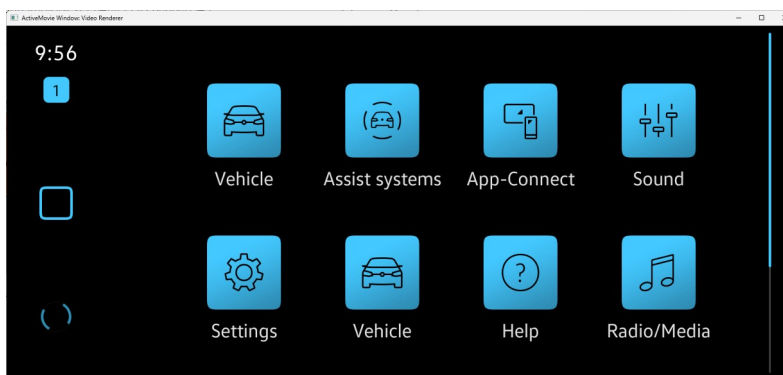 ActiveMovie Window: Video Renderer
9:56
1
Vehicle
Assist systems
App-Connect
Sound
?
Settings
Vehicle
Help
Radio/Media